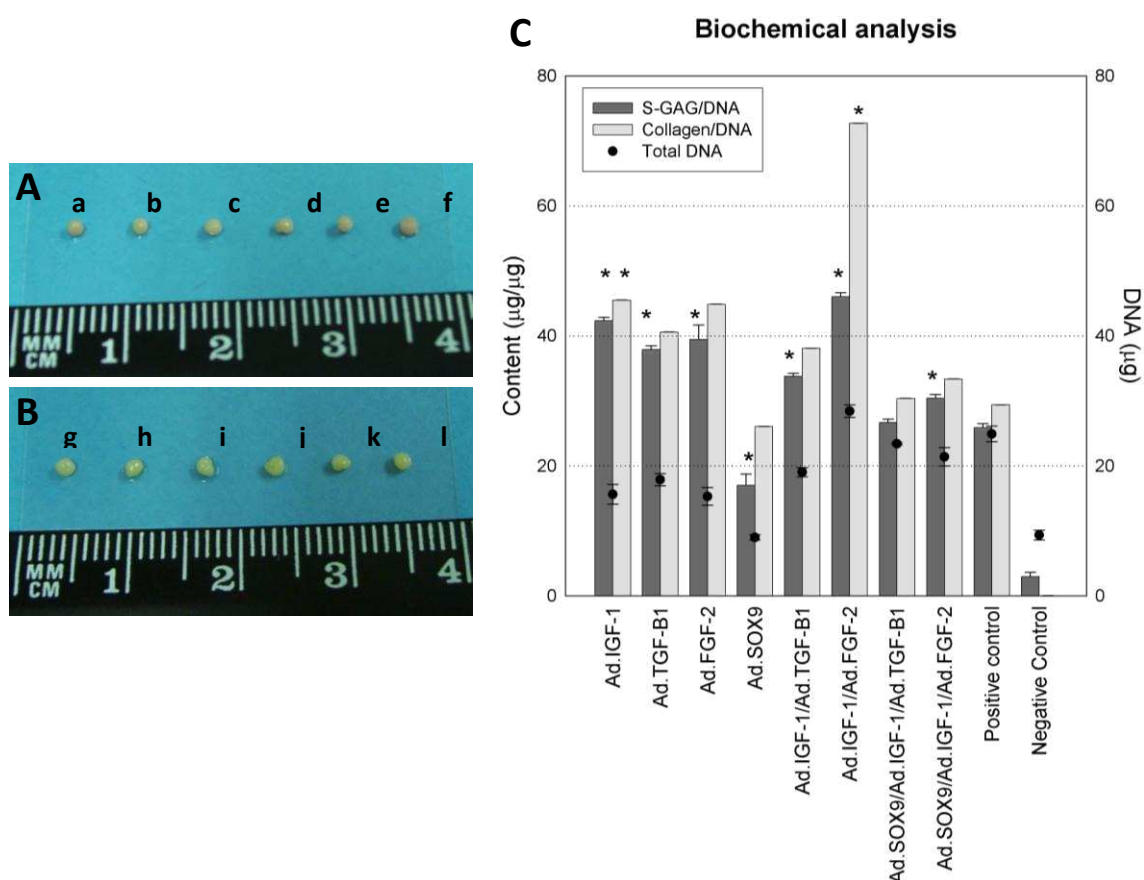 A
a b c d e f
MM
CM 1 2 3 4
B
g h i j k l
MM
CM 1 2 3 4
C
Biochemical analysis
80
60
40
20
0
Content (μg/μg)
S-GAG/DNA
Collagen/DNA
Total DNA
* *
*
*
*
*
*
*
*
80
60
40
20
0
DNA (μg)
Ad.IGF-1
Ad.TGF-B1
Ad.FGF-2
Ad.SOX9
Ad.IGF-1/Ad.TGF-B1
Ad.IGF-1/Ad.FGF-2
Ad.SOX9/Ad.IGF-1/Ad.TGF-B1
Ad.SOX9/Ad.IGF-1/Ad.FGF-2
Positive control
Negative Control